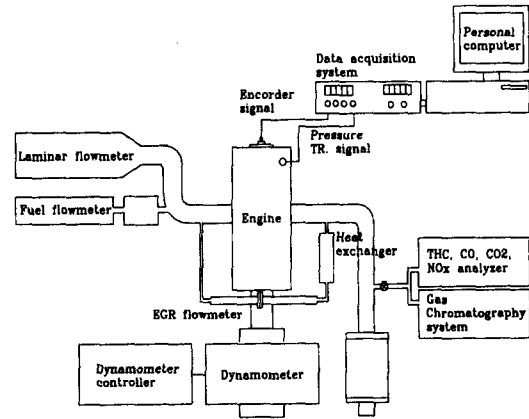 Personal
computer
Data acquisition
system
Encorder
signal
Pressure
TR. signal
Laminar flowmeter
Fuel flowmeter
Engine
Heat
exchanger
THC, CO, CO2,
NOx analyzer
Gas
Chromatography
system
EGR flowmeter
Dynamometer
controller
Dynamometer